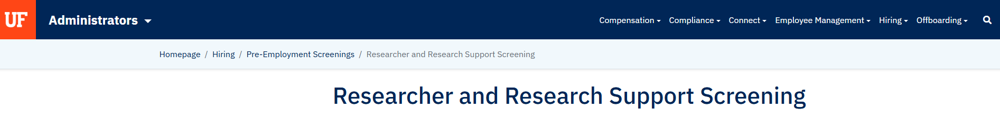 UF Administrators Compensation Compliance Connect Employee Management Hiring Offboarding
Homepage / Hiring / Pre-Employment Screenings / Researcher and Research Support Screening
Researcher and Research Support Screening